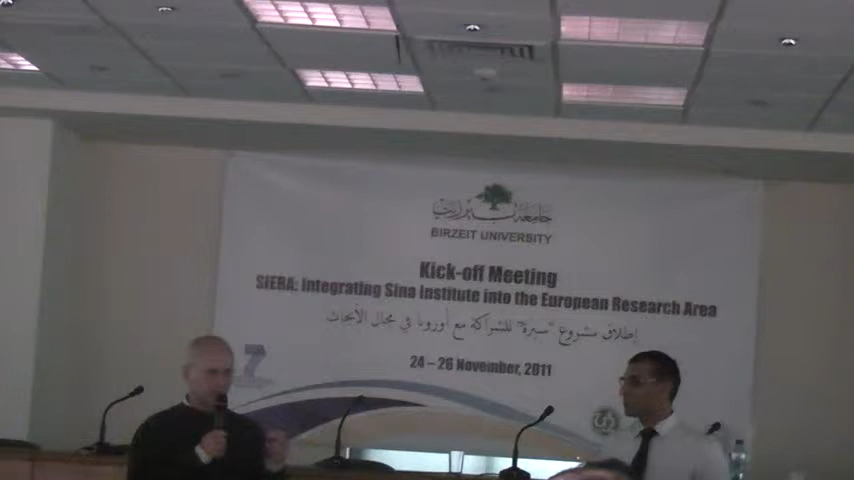 جامعة بيرزيت
BIRZEIT UNIVERSITY
Kick-off Meeting
SIERA: Integrating Sina Institute into the European Research Area
إطلاق مشروع "سيرة" للشراكة مع أوروبا في مجال الأبحاث
24 – 26 November, 2011
7